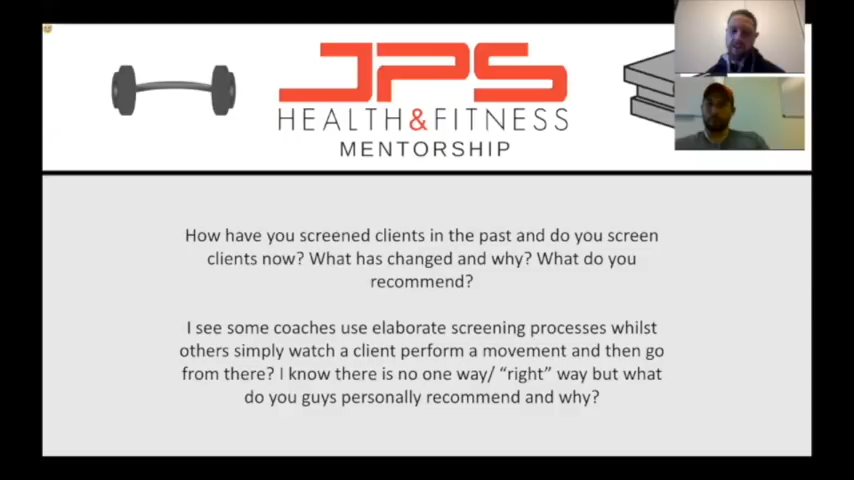 JPS
HEALTH&FITNESS
MENTORSHIP
How have you screened clients in the past and do you screen
clients now? What has changed and why? What do you
recommend?
I see some coaches use elaborate screening processes whilst
others simply watch a client perform a movement and then go
from there? I know there is no one way/ “right” way but what
do you guys personally recommend and why?